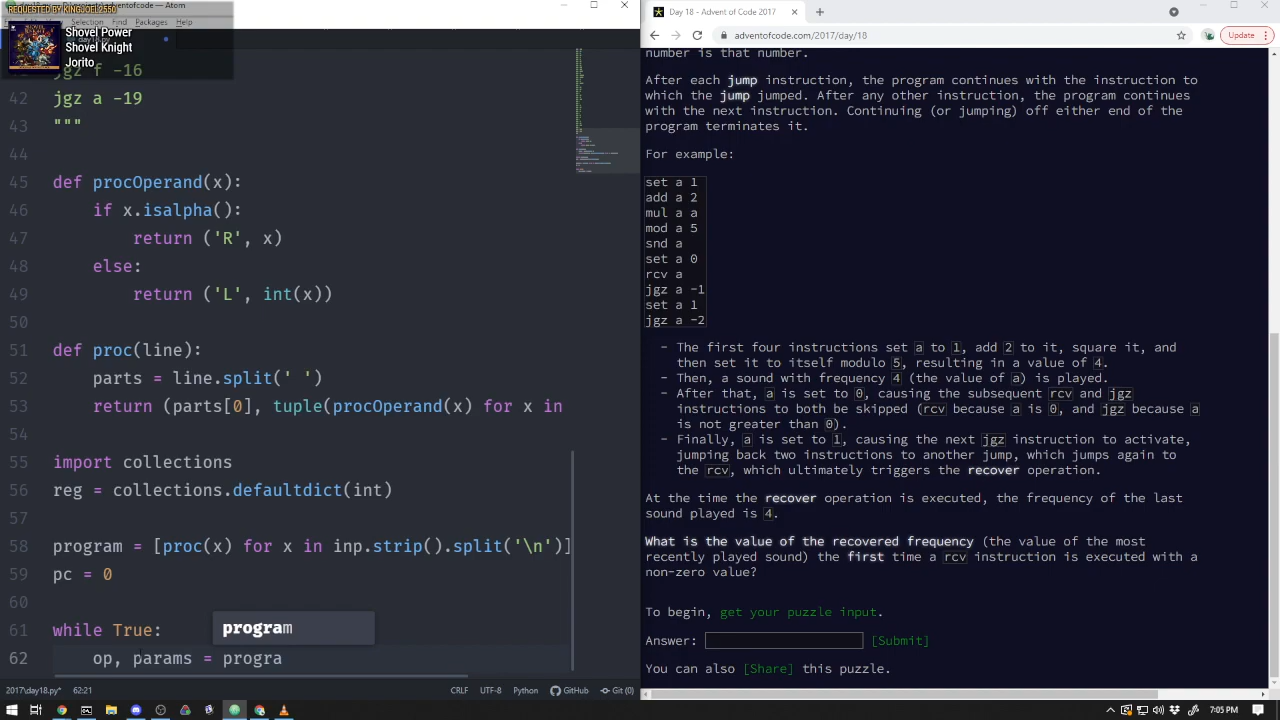 REQUESTED BY KINGJOEL2550
Shovel Power
Shovel Knight
Jorito
entofcode — Atom
Selection Find Packages
jgz f -16
42 jgz a -19
43 """
44
45 def procOperand(x):
46 if x.isalpha():
47 return ('R', x)
48 else:
49 return ('L', int(x))
50
51 def proc(line):
52 parts = line.split(' ')
53 return (parts[0], tuple(procOperand(x) for x in
54
55 import collections
56 reg = collections.defaultdict(int)
57
58 program = [proc(x) for x in inp.strip().split('\n')]
59 pc = 0
60
61 while True:
program
62 op, params = progra
2017\day18.py* 62:21 CRLF UTF-8 Python GitHub Git (0)
Day 18 - Advent of Code 2017
adventofcode.com/2017/day/18 Update
number is that number.
After each jump instruction, the program continues with the instruction to
which the jump jumped. After any other instruction, the program continues
with the next instruction. Continuing (or jumping) off either end of the
program terminates it.
For example:
set a 1
add a 2
mul a a
mod a 5
snd a
set a 0
rcv a
jgz a -1
set a 1
jgz a -2
- The first four instructions set a to 1, add 2 to it, square it, and
then set it to itself modulo 5, resulting in a value of 4.
- Then, a sound with frequency 4 (the value of a) is played.
- After that, a is set to 0, causing the subsequent rcv and jgz
instructions to both be skipped (rcv because a is 0, and jgz because a
is not greater than 0).
- Finally, a is set to 1, causing the next jgz instruction to activate,
jumping back two instructions to another jump, which jumps again to
the rcv, which ultimately triggers the recover operation.
At the time the recover operation is executed, the frequency of the last
sound played is 4.
What is the value of the recovered frequency (the value of the most
recently played sound) the first time a rcv instruction is executed with a
non-zero value?
To begin, get your puzzle input.
Answer: [Submit]
You can also [Share] this puzzle.
7:05 PM